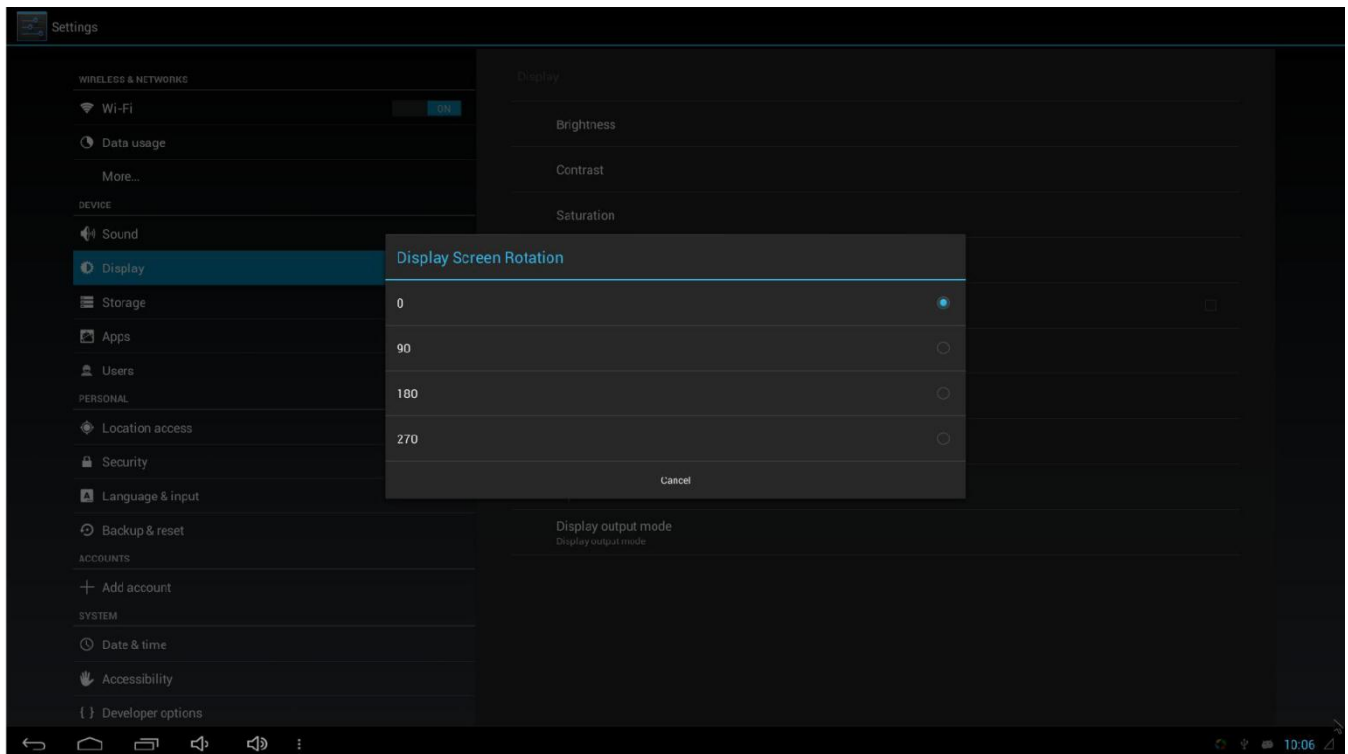 Settings
WIRELESS & NETWORKS
Wi-Fi
ON
Data usage
More...
DEVICE
Sound
Display
Storage
Apps
Users
PERSONAL
Location access
Security
Language & input
Backup & reset
ACCOUNTS
Add account
SYSTEM
Date & time
Accessibility
{ } Developer options
Display
Brightness
Contrast
Saturation
Display Screen Rotation
0
90
180
270
Cancel
Display output mode
Display output mode
10:06